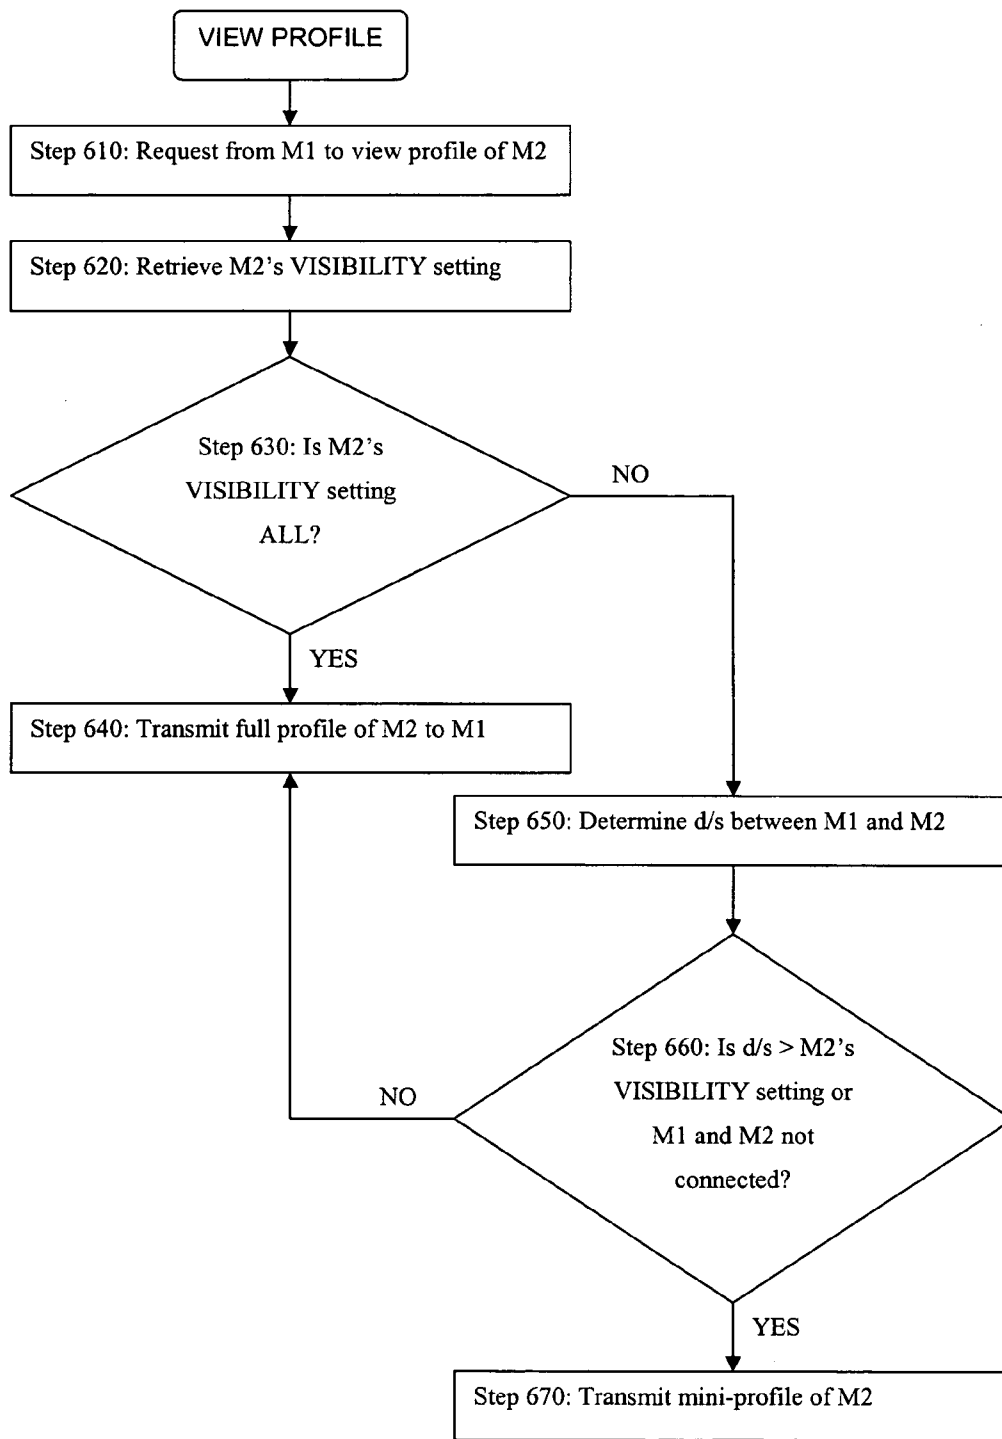 VIEW PROFILE
Step 610: Request from M1 to view profile of M2
Step 620: Retrieve M2's VISIBILITY setting
Step 630: Is M2's
VISIBILITY setting
ALL?
NO
YES
Step 640: Transmit full profile of M2 to M1
Step 650: Determine d/s between M1 and M2
Step 660: Is d/s > M2's
VISIBILITY setting or
M1 and M2 not
connected?
NO
YES
Step 670: Transmit mini-profile of M2